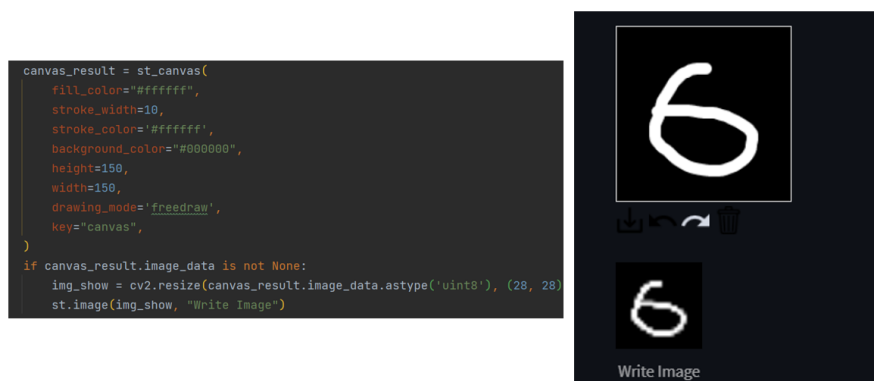 canvas_result = st_canvas(
fill_color="#ffffff",
stroke_width=10,
stroke_color='#ffffff',
background_color="#000000",
height=150,
width=150,
drawing_mode='freedraw',
key="canvas",
)
if canvas_result.image_data is not None:
img_show = cv2.resize(canvas_result.image_data.astype('uint8'), (28, 28)
st.image(img_show, "Write Image")
6
6
Write Image